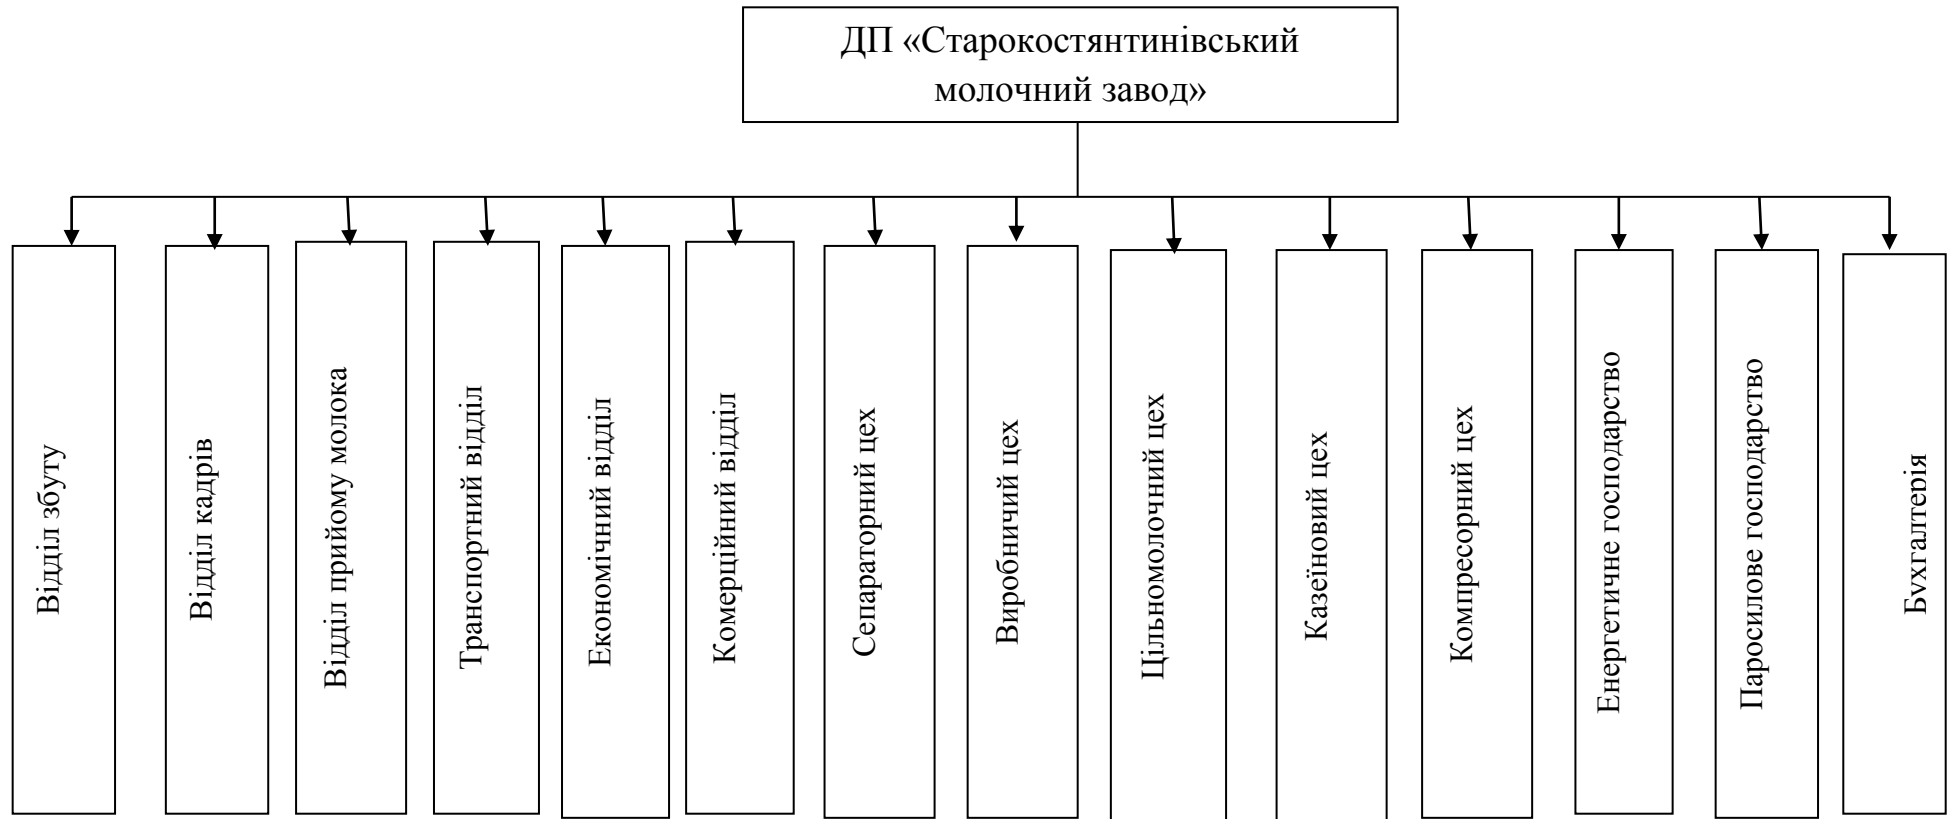 ДП «Старокостянтинівський
молочний завод»
Відділ збуту
Відділ кадрів
Відділ прийому молока
Транспортний відділ
Економічний відділ
Комерційний відділ
Сепараторний цех
Виробничий цех
Цільномолочний цех
Казеїновий цех
Компресорний цех
Енергетичне господарство
Паросилове господарство
Бухгалтерія